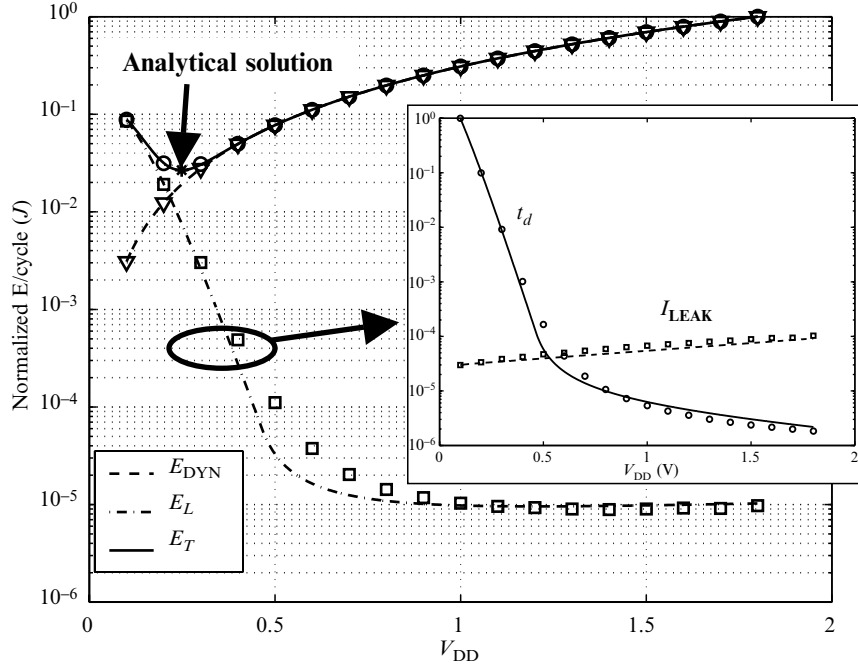 10^0
10^-1
10^-2
10^-3
10^-4
10^-5
10^-6
Normalized E/cycle (J)
Analytical solution
E_DYN
E_L
E_T
0
0.5
1
1.5
2
V_DD
10^0
10^-1
10^-2
10^-3
10^-4
10^-5
10^-6
t_d
I_LEAK
0
0.5
1
1.5
2
V_DD (V)